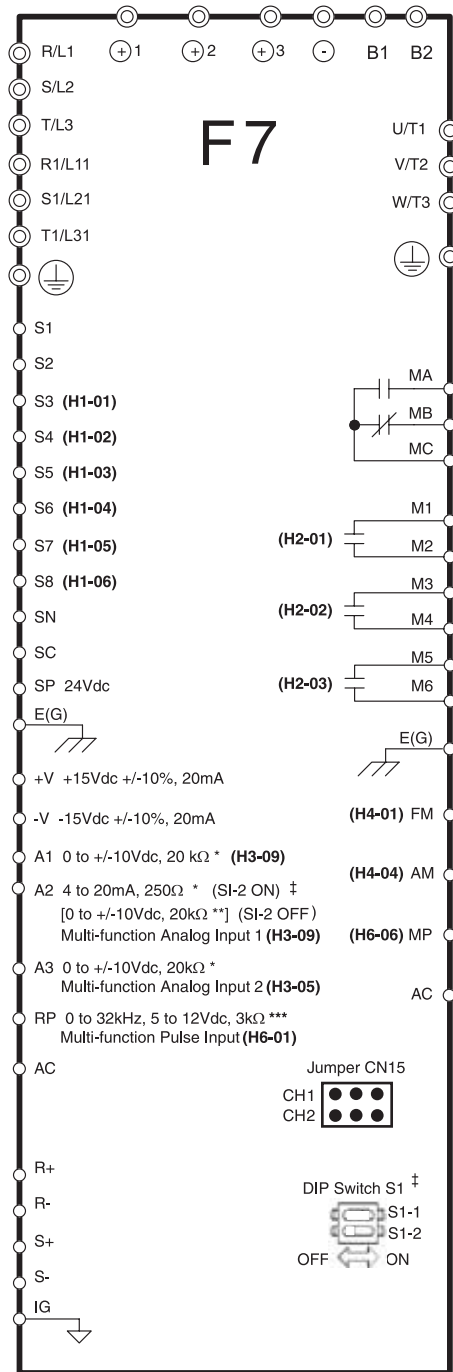 R/L1 + 1 + 2 + 3 - B1 B2
S/L2
T/L3
F7
U/T1
R1/L11
V/T2
S1/L21
W/T3
T1/L31
S1
S2
MA
S3 (H1-01)
MB
S4 (H1-02)
MC
S5 (H1-03)
S6 (H1-04)
M1
S7 (H1-05)
(H2-01)
M2
S8 (H1-06)
M3
SN
(H2-02)
M4
SC
M5
SP 24Vdc
(H2-03)
M6
E(G)
E(G)
+V +15Vdc +/-10%, 20mA
-V -15Vdc +/-10%, 20mA
(H4-01) FM
A1 0 to +/-10Vdc, 20 kΩ * (H3-09)
(H4-04) AM
A2 4 to 20mA, 250Ω * (SI-2 ON) ‡
[0 to +/-10Vdc, 20kΩ **] (SI-2 OFF)
Multi-function Analog Input 1 (H3-09)
(H6-06) MP
A3 0 to +/-10Vdc, 20kΩ *
Multi-function Analog Input 2 (H3-05)
AC
RP 0 to 32kHz, 5 to 12Vdc, 3kΩ ***
Multi-function Pulse Input (H6-01)
AC
Jumper CN15
CH1
CH2
R+
DIP Switch S1 ‡
R-
S1-1
S1-2
S+
OFF ON
S-
IG